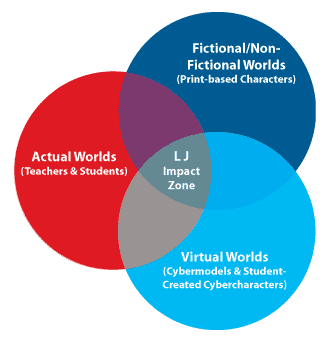 Fictional/Non-
Fictional Worlds
(Print-based Characters)
Actual Worlds
(Teachers & Students)
L J
Impact
Zone
Virtual Worlds
(Cybermodels & Student-
Created Cybercharacters)